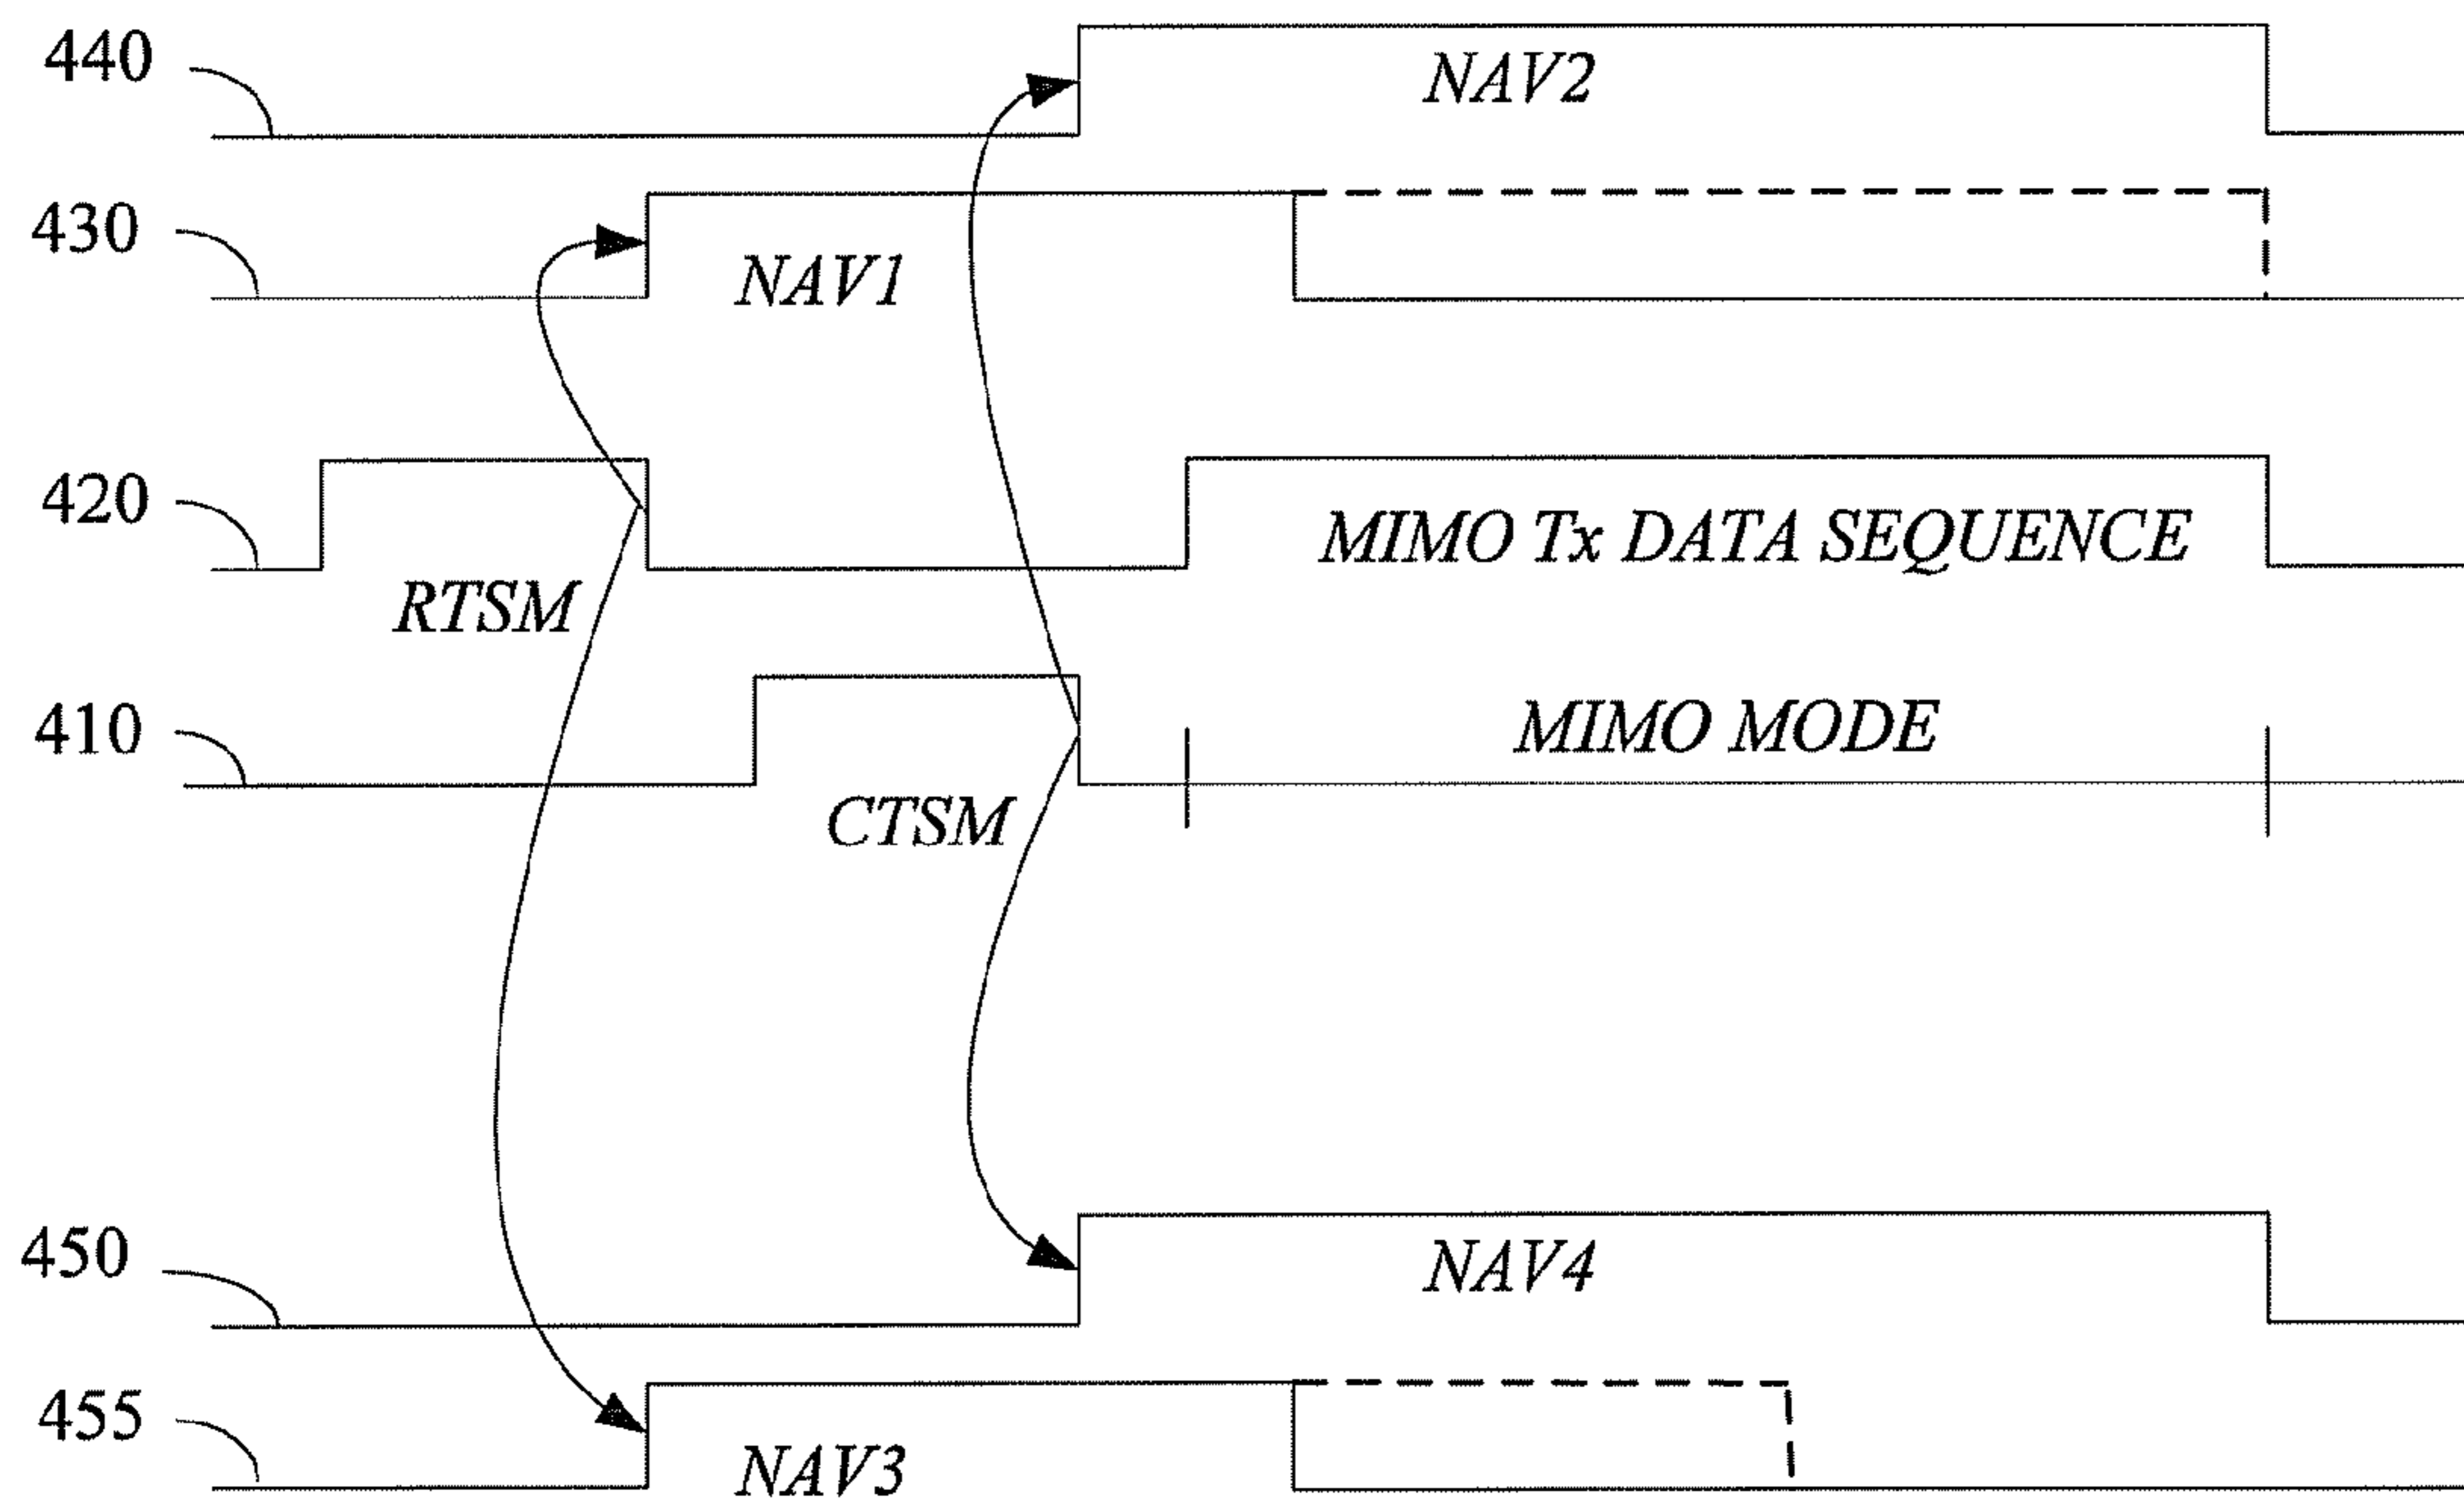 440
NAV2
430
NAV1
420
MIMO Tx DATA SEQUENCE
RTSM
410
MIMO MODE
CTSM
450
NAV4
455
NAV3